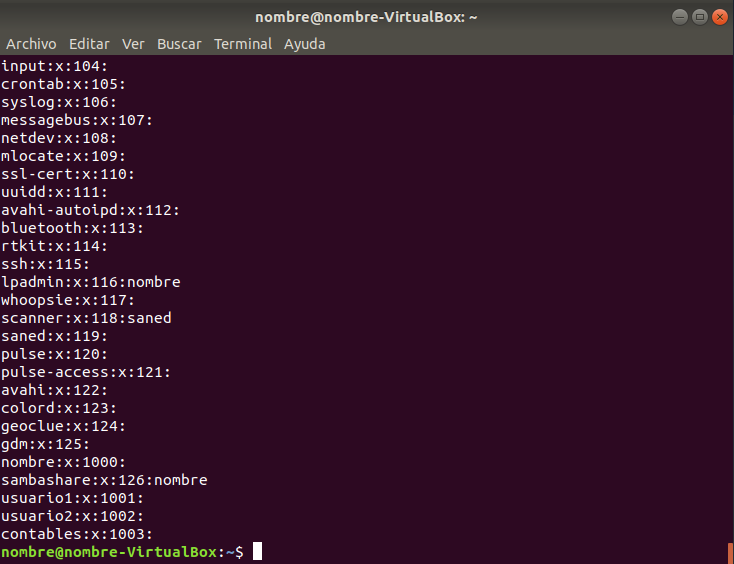 nombre@nombre-VirtualBox: ~
Archivo Editar Ver Buscar Terminal Ayuda
input:x:104:
crontab:x:105:
syslog:x:106:
messagebus:x:107:
netdev:x:108:
mlocate:x:109:
ssl-cert:x:110:
uuidd:x:111:
avahi-autoipd:x:112:
bluetooth:x:113:
rtkit:x:114:
ssh:x:115:
lpadmin:x:116:nombre
whoopsie:x:117:
scanner:x:118:saned
saned:x:119:
pulse:x:120:
pulse-access:x:121:
avahi:x:122:
colord:x:123:
geoclue:x:124:
gdm:x:125:
nombre:x:1000:
sambashare:x:126:nombre
usuario1:x:1001:
usuario2:x:1002:
contables:x:1003:
nombre@nombre-VirtualBox:~$